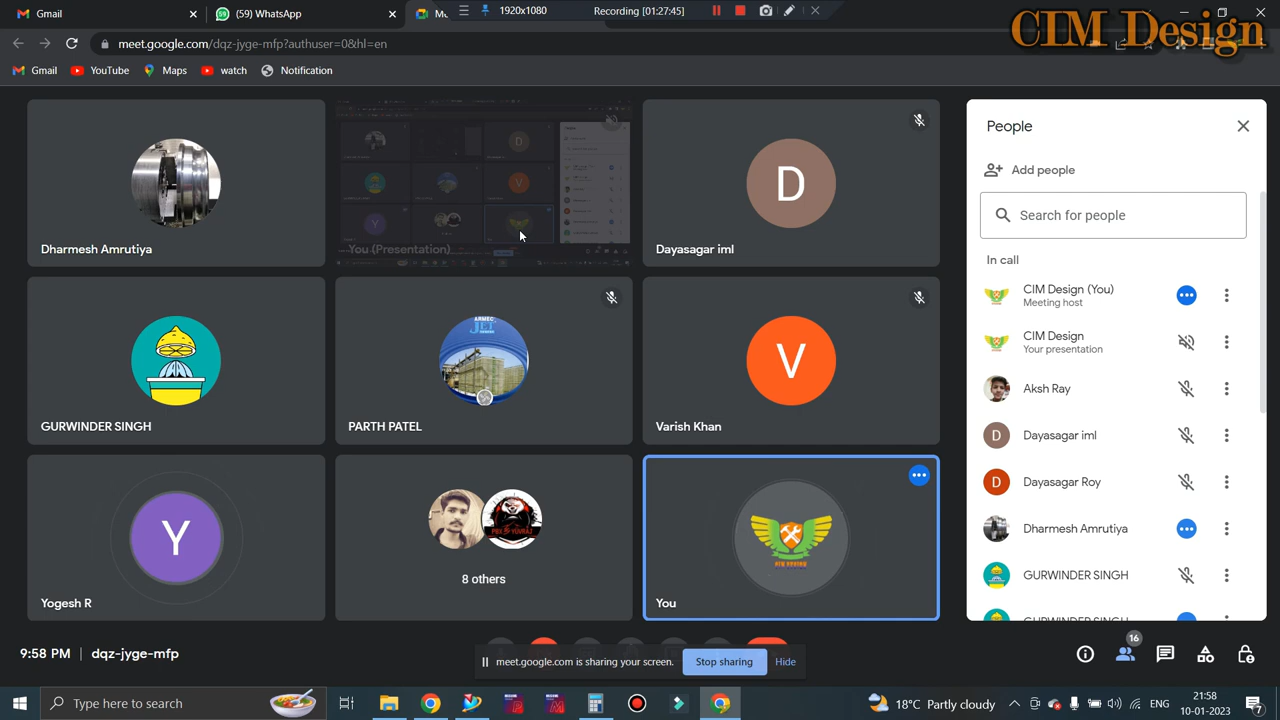 Gmail
(59) WhatsApp
1920x1080
Recording [01:27:45]
CIM Design
meet.google.com/dqz-jyge-mfp?authuser=0&hl=en
Gmail
YouTube
Maps
watch
Notification
Dharmesh Amrutiya
You (Presentation)
D
Dayasagar iml
GURWINDER SINGH
JET
PARTH PATEL
V
Varish Khan
Y
Yogesh R
8 others
You
People
Add people
Search for people
In call
CIM Design (You)
Meeting host
CIM Design
Your presentation
Aksh Ray
D
Dayasagar iml
D
Dayasagar Roy
Dharmesh Amrutiya
GURWINDER SINGH
GURWINDER SINGH
9:58 PM
dqz-jyge-mfp
meet.google.com is sharing your screen.
Stop sharing
Hide
16
Type here to search
18°C Partly cloudy
21:58
10-01-2023
7